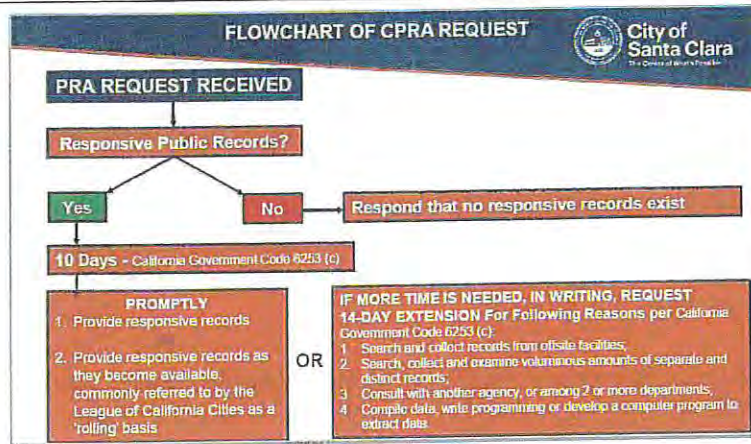 FLOWCHART OF CPRA REQUEST
City of
Santa Clara
The Center of What's Possible
PRA REQUEST RECEIVED
Responsive Public Records?
Yes
No
Respond that no responsive records exist
10 Days - California Government Code 6253 (c)
PROMPTLY
1. Provide responsive records
2. Provide responsive records as
they become available,
commonly referred to by the
League of California Cities as a
'rolling' basis
OR
IF MORE TIME IS NEEDED, IN WRITING, REQUEST
14-DAY EXTENSION For Following Reasons per California
Government Code 6253 (c):
1 Search and collect records from offsite facilities;
2. Search, collect and examine voluminous amounts of separate and
distinct records;
3 Consult with another agency, or among 2 or more departments;
4 Compile data, write programming or develop a computer program to
extract data